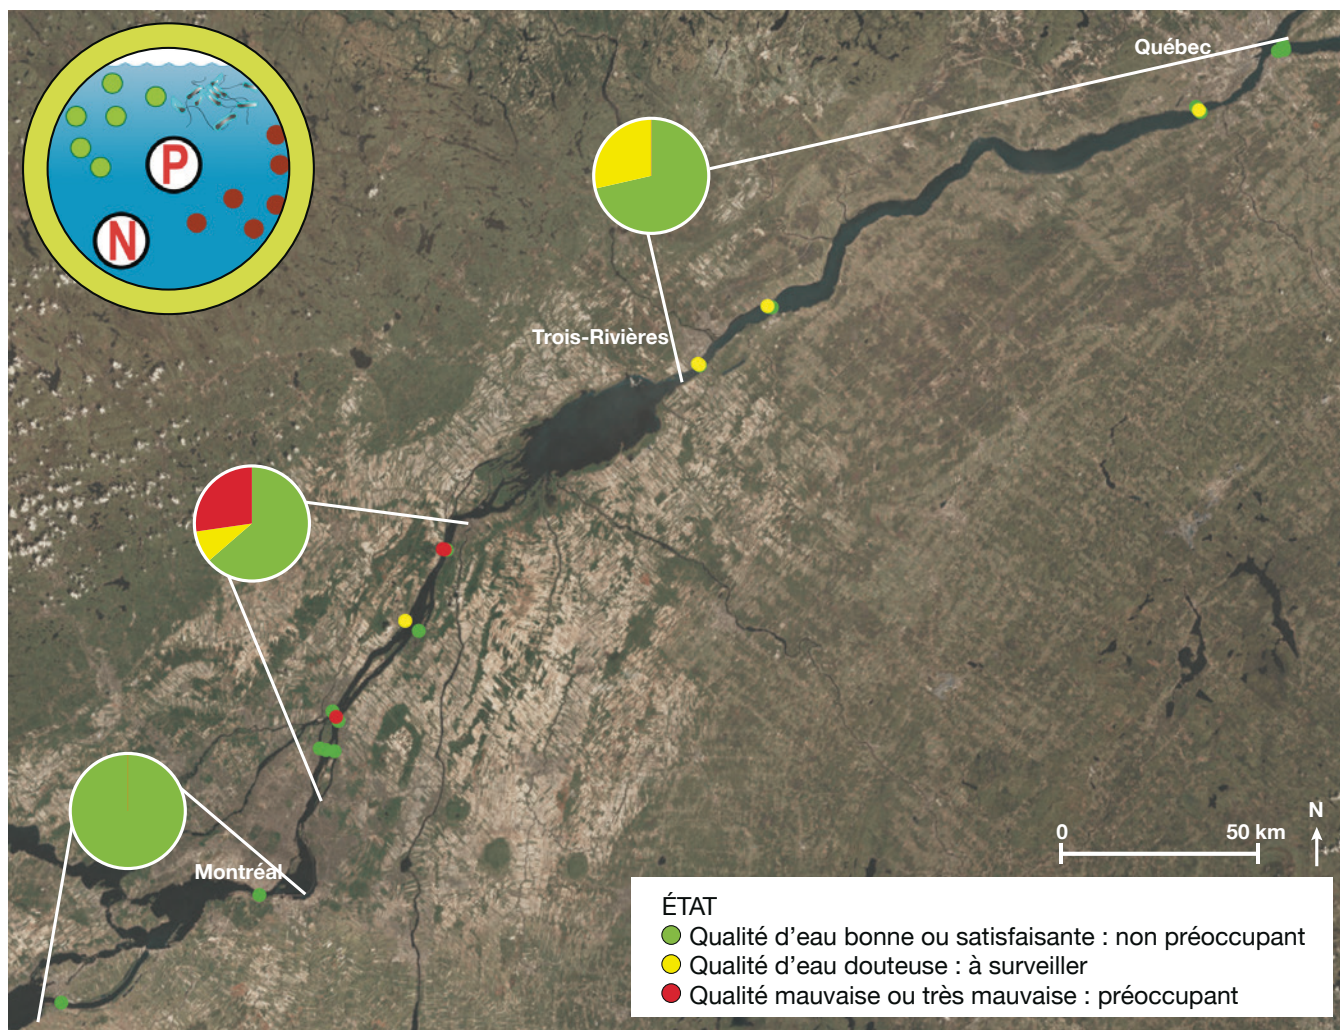 Québec
P
N
Trois-Rivières
Montréal
N
0 50 km
ÉTAT
Qualité d'eau bonne ou satisfaisante : non préoccupant
Qualité d'eau douteuse : à surveiller
Qualité mauvaise ou très mauvaise : préoccupant